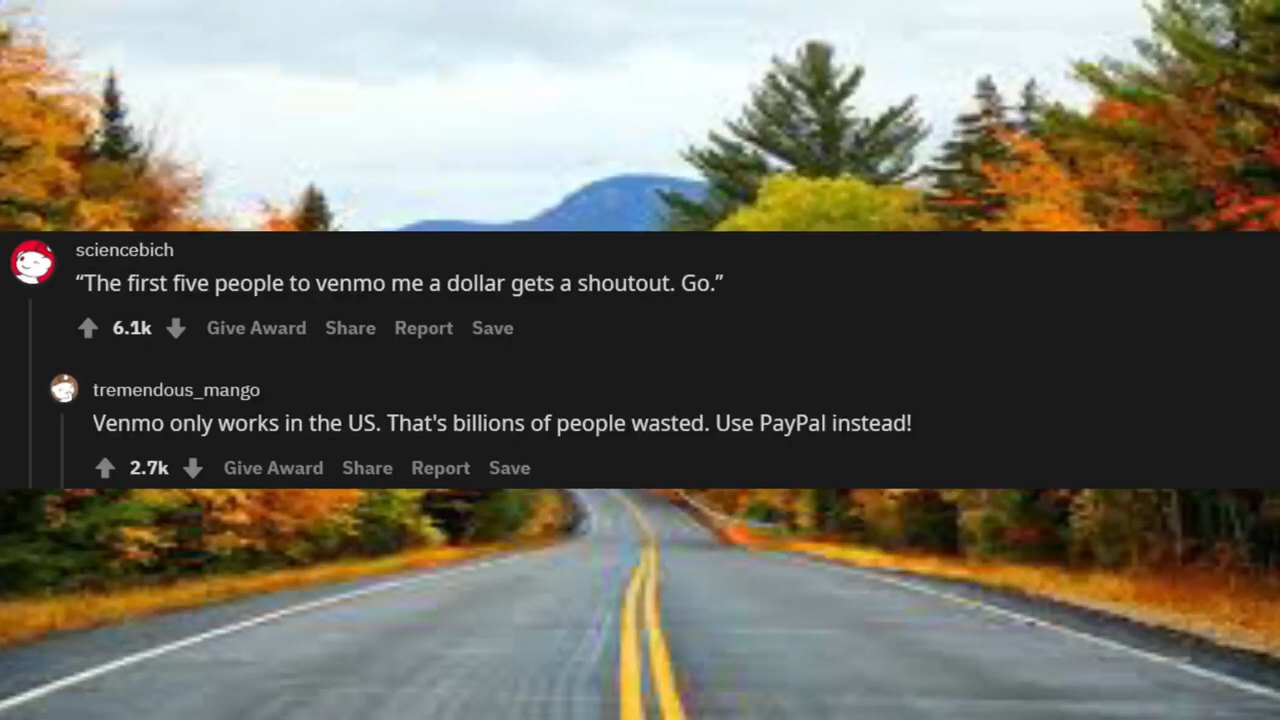 sciencebich
“The first five people to venmo me a dollar gets a shoutout. Go.”
6.1k Give Award Share Report Save
tremendous_mango
Venmo only works in the US. That's billions of people wasted. Use PayPal instead!
2.7k Give Award Share Report Save